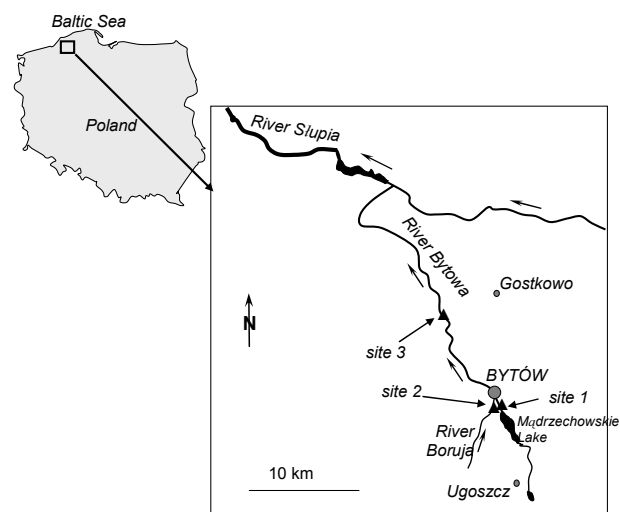 Baltic Sea
Poland
River Słupia
River Bytowa
Gostkowo
N
site 3
BYTÓW
site 2
site 1
Mądrzechowskie
Lake
River
Boruja
10 km
Ugoszcz